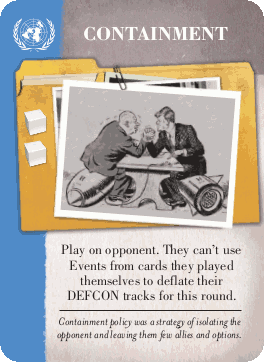 CONTAINMENT
Play on opponent. They can't use
Events from cards they played
themselves to deflate their
DEFCON tracks for this round.
Containment policy was a strategy of isolating the
opponent and leaving them few allies and options.